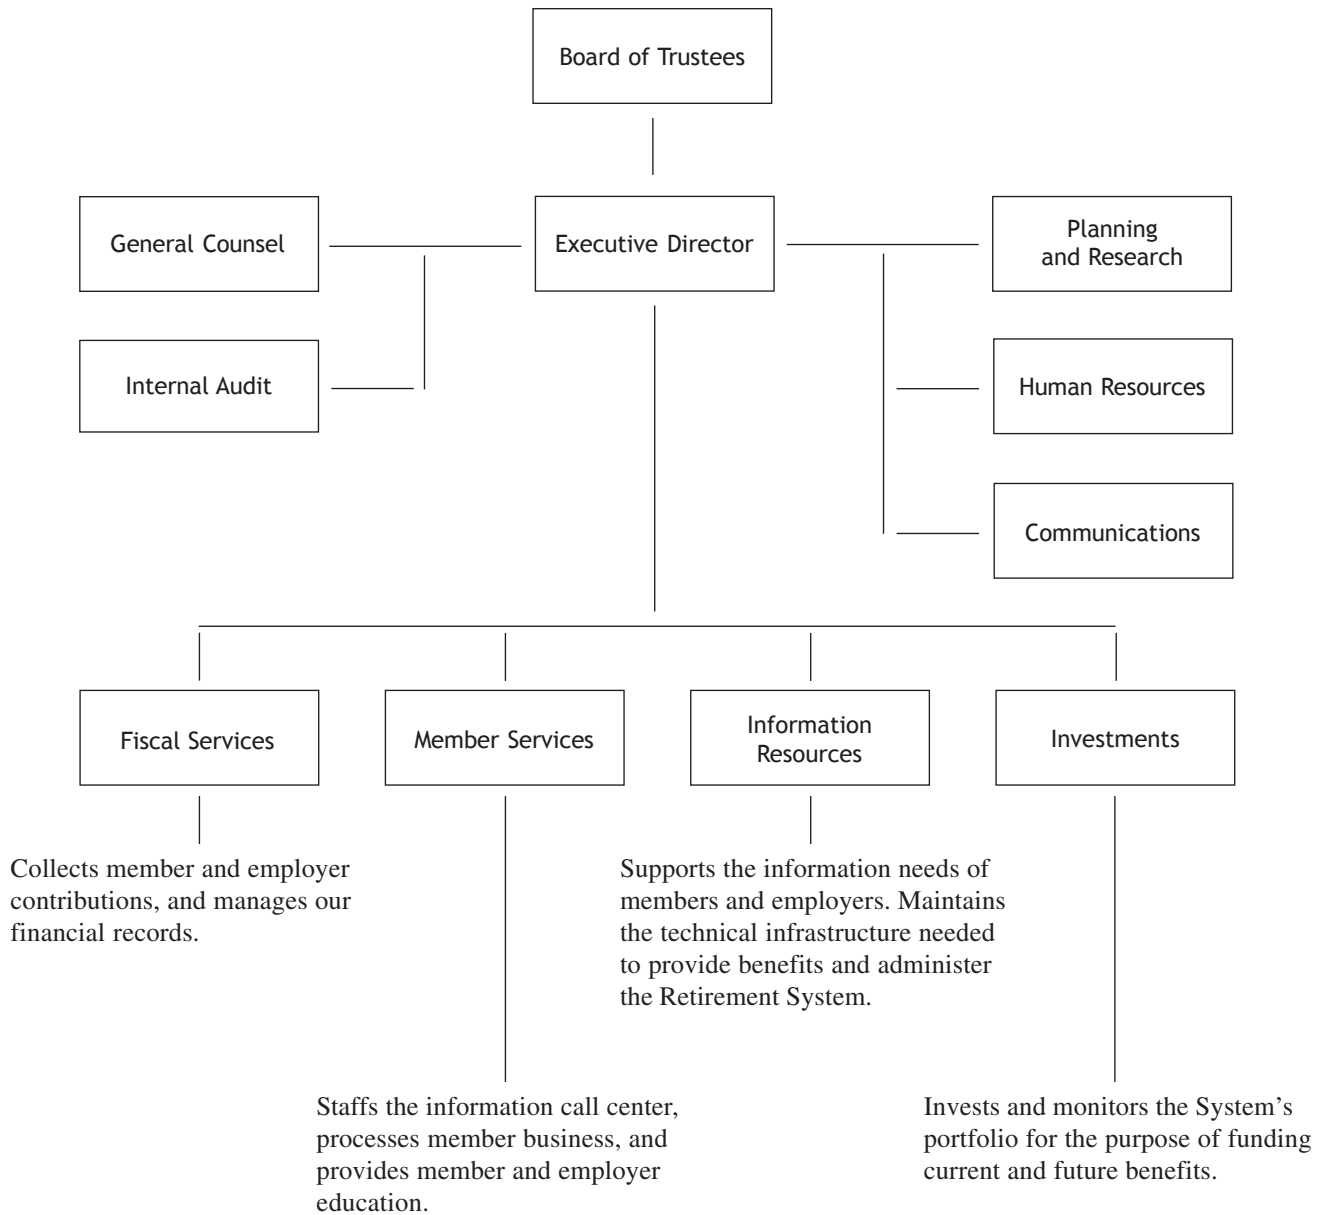 Board of Trustees
General Counsel
Executive Director
Planning
and Research
Internal Audit
Human Resources
Communications
Fiscal Services
Member Services
Information
Resources
Investments
Collects member and employer
contributions, and manages our
financial records.
Supports the information needs of
members and employers. Maintains
the technical infrastructure needed
to provide benefits and administer
the Retirement System.
Staffs the information call center,
processes member business, and
provides member and employer
education.
Invests and monitors the System’s
portfolio for the purpose of funding
current and future benefits.